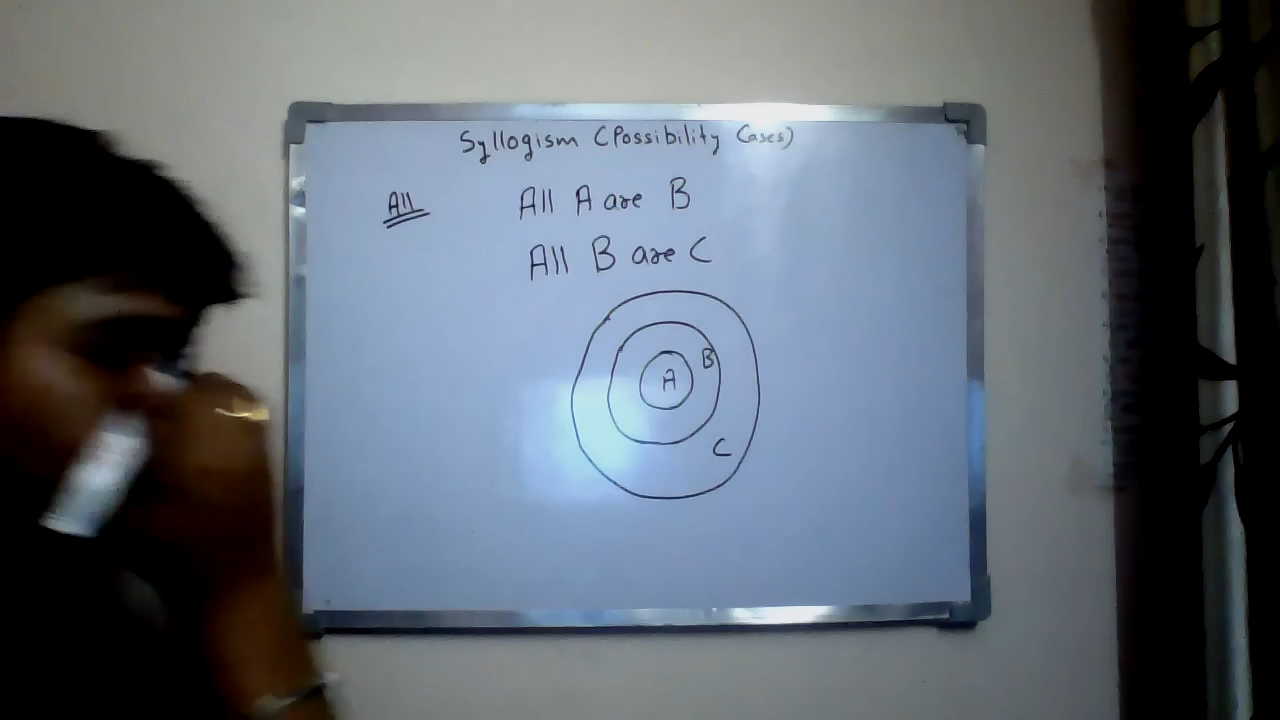 Syllogism (Possibility Cases)
All
All A are B
All B are C
B
A
C